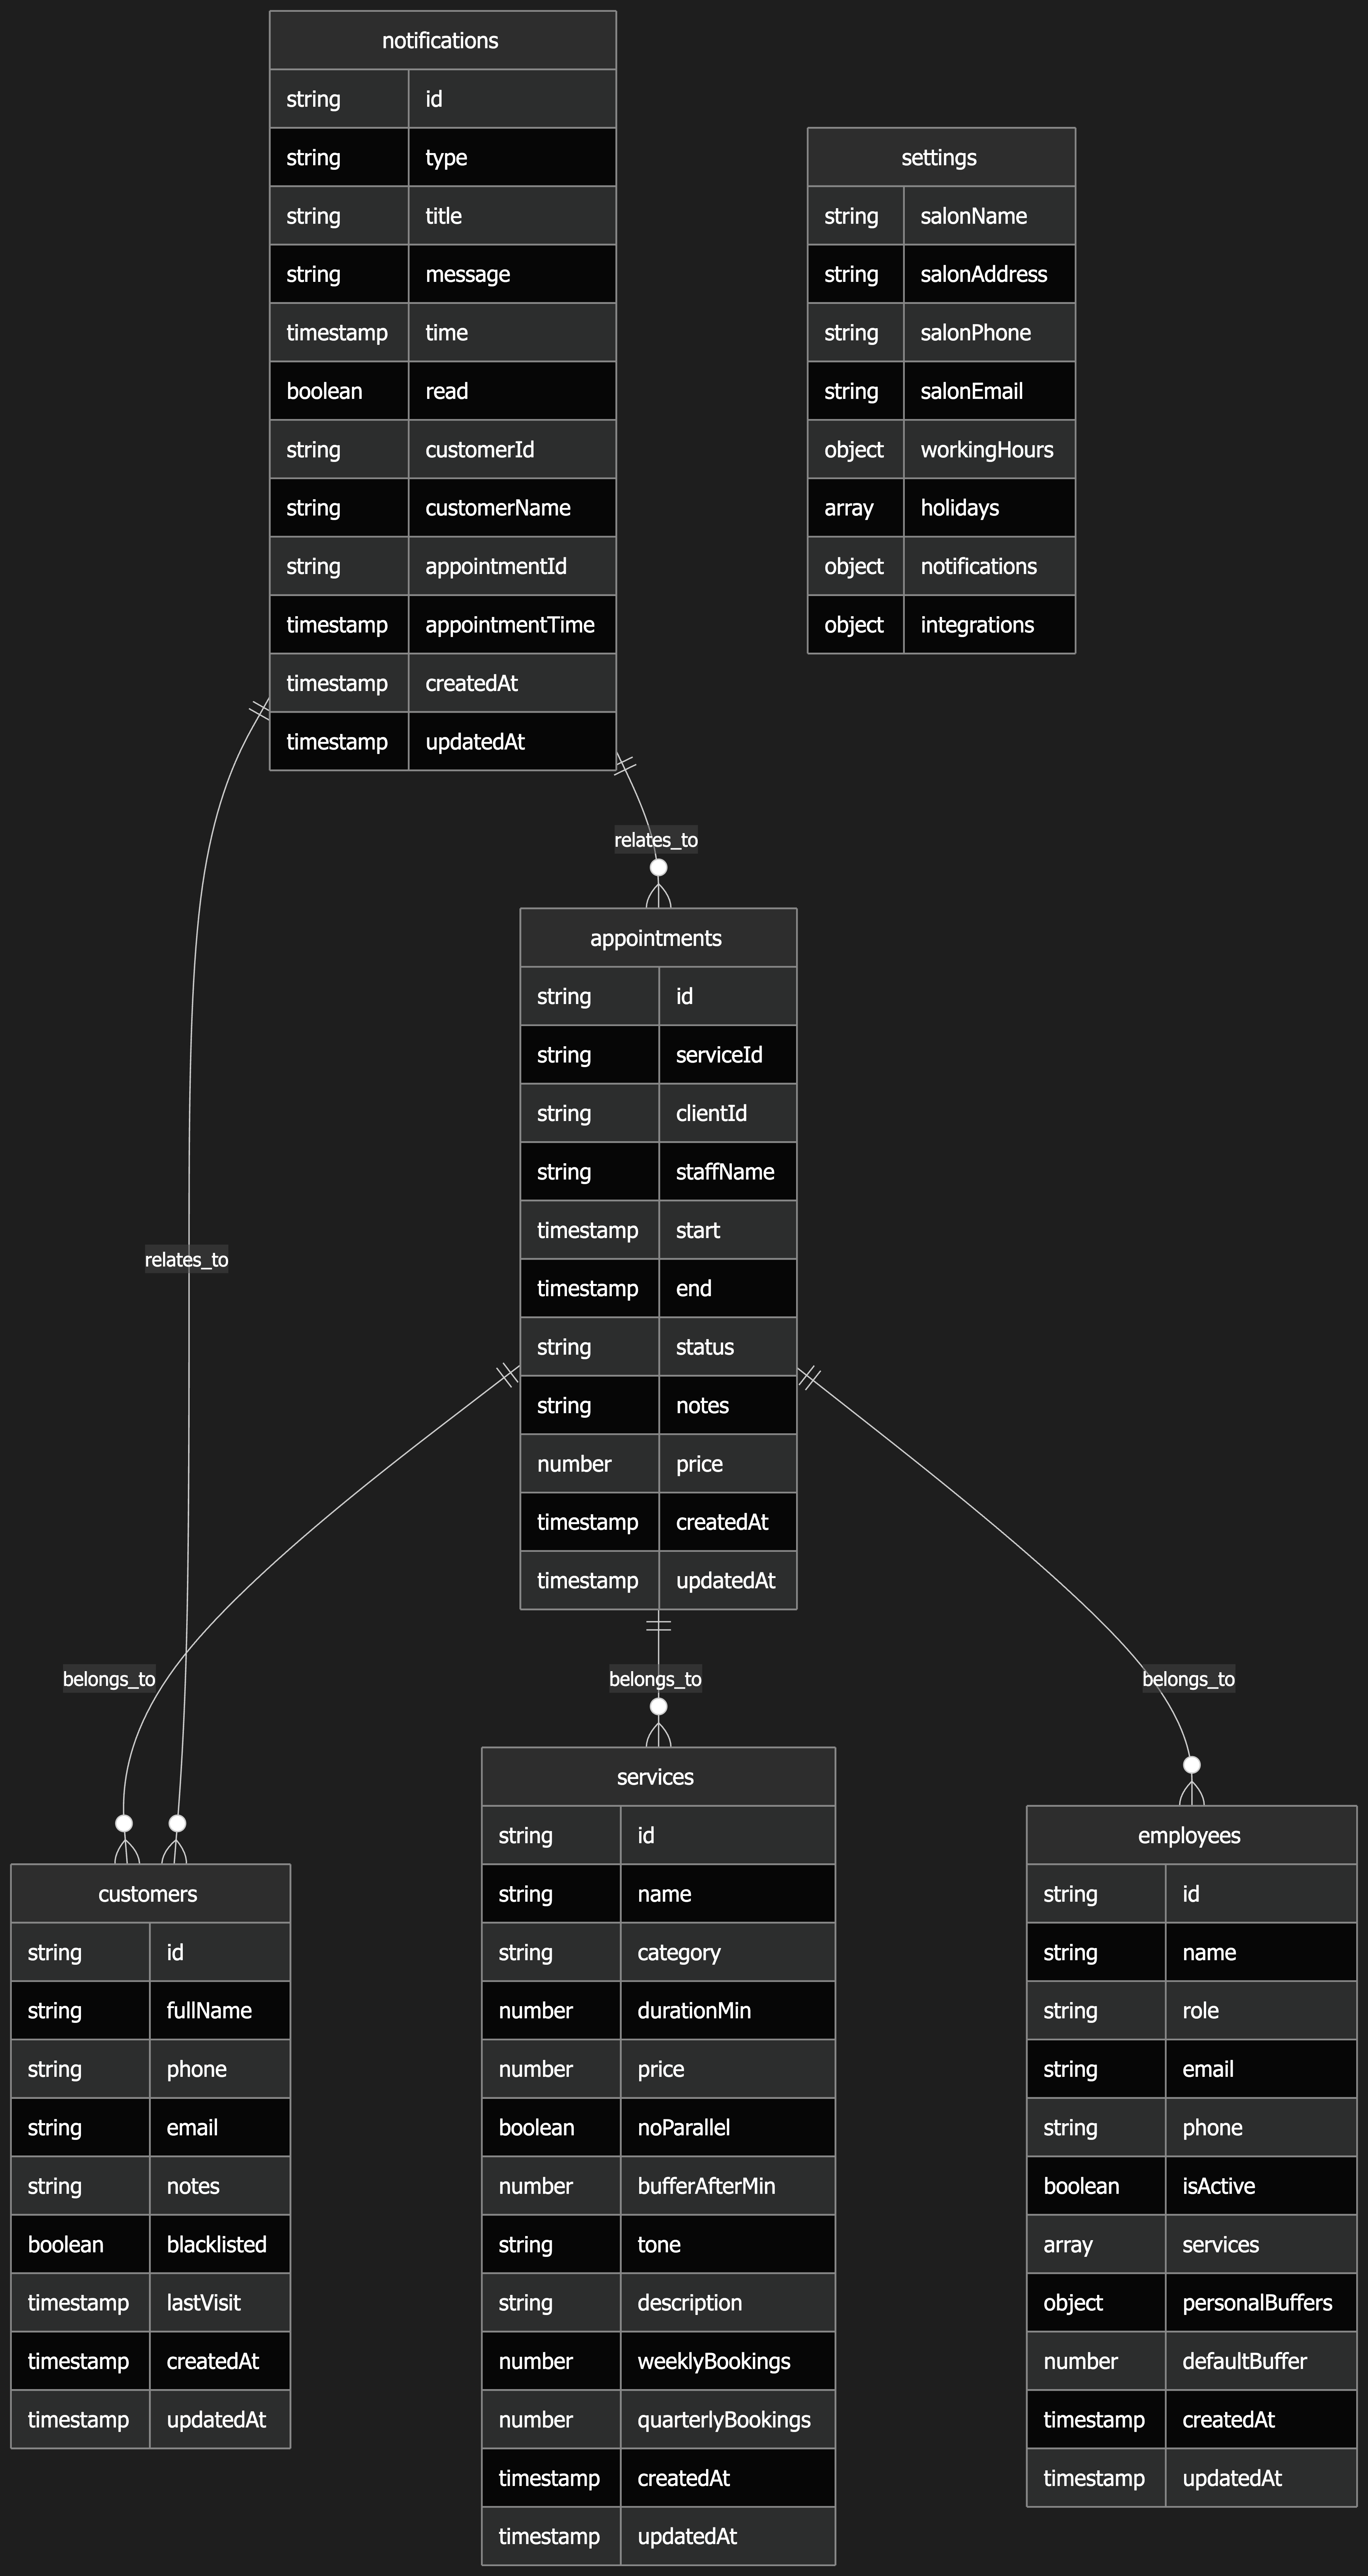 notifications
string id
string type
string title
string message
timestamp time
boolean read
string customerId
string customerName
string appointmentId
timestamp appointmentTime
timestamp createdAt
timestamp updatedAt
settings
string salonName
string salonAddress
string salonPhone
string salonEmail
object workingHours
array holidays
object notifications
object integrations
relates_to
appointments
string id
string serviceId
string clientId
string staffName
timestamp start
timestamp end
string status
string notes
number price
timestamp createdAt
timestamp updatedAt
relates_to
belongs_to
belongs_to
belongs_to
customers
string id
string fullName
string phone
string email
string notes
boolean blacklisted
timestamp lastVisit
timestamp createdAt
timestamp updatedAt
services
string id
string name
string category
number durationMin
number price
boolean noParallel
number bufferAfterMin
string tone
string description
number weeklyBookings
number quarterlyBookings
timestamp createdAt
timestamp updatedAt
employees
string id
string name
string role
string email
string phone
boolean isActive
array services
object personalBuffers
number defaultBuffer
timestamp createdAt
timestamp updatedAt